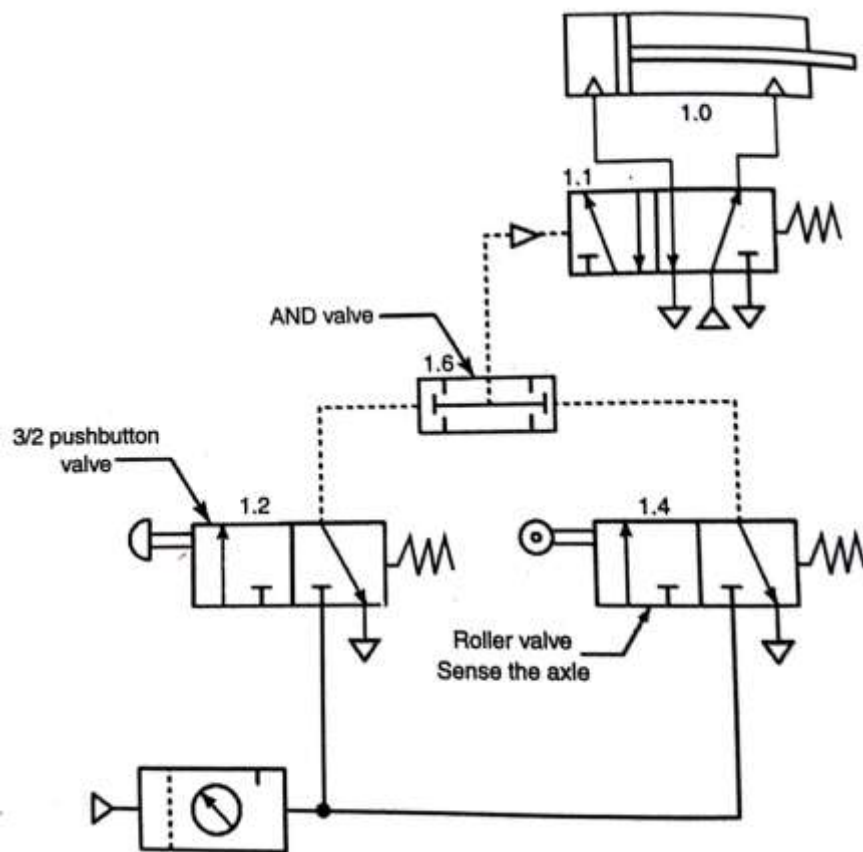 1.0
1.1
AND valve
1.6
3/2 pushbutton
valve
1.2
1.4
Roller valve
Sense the axle